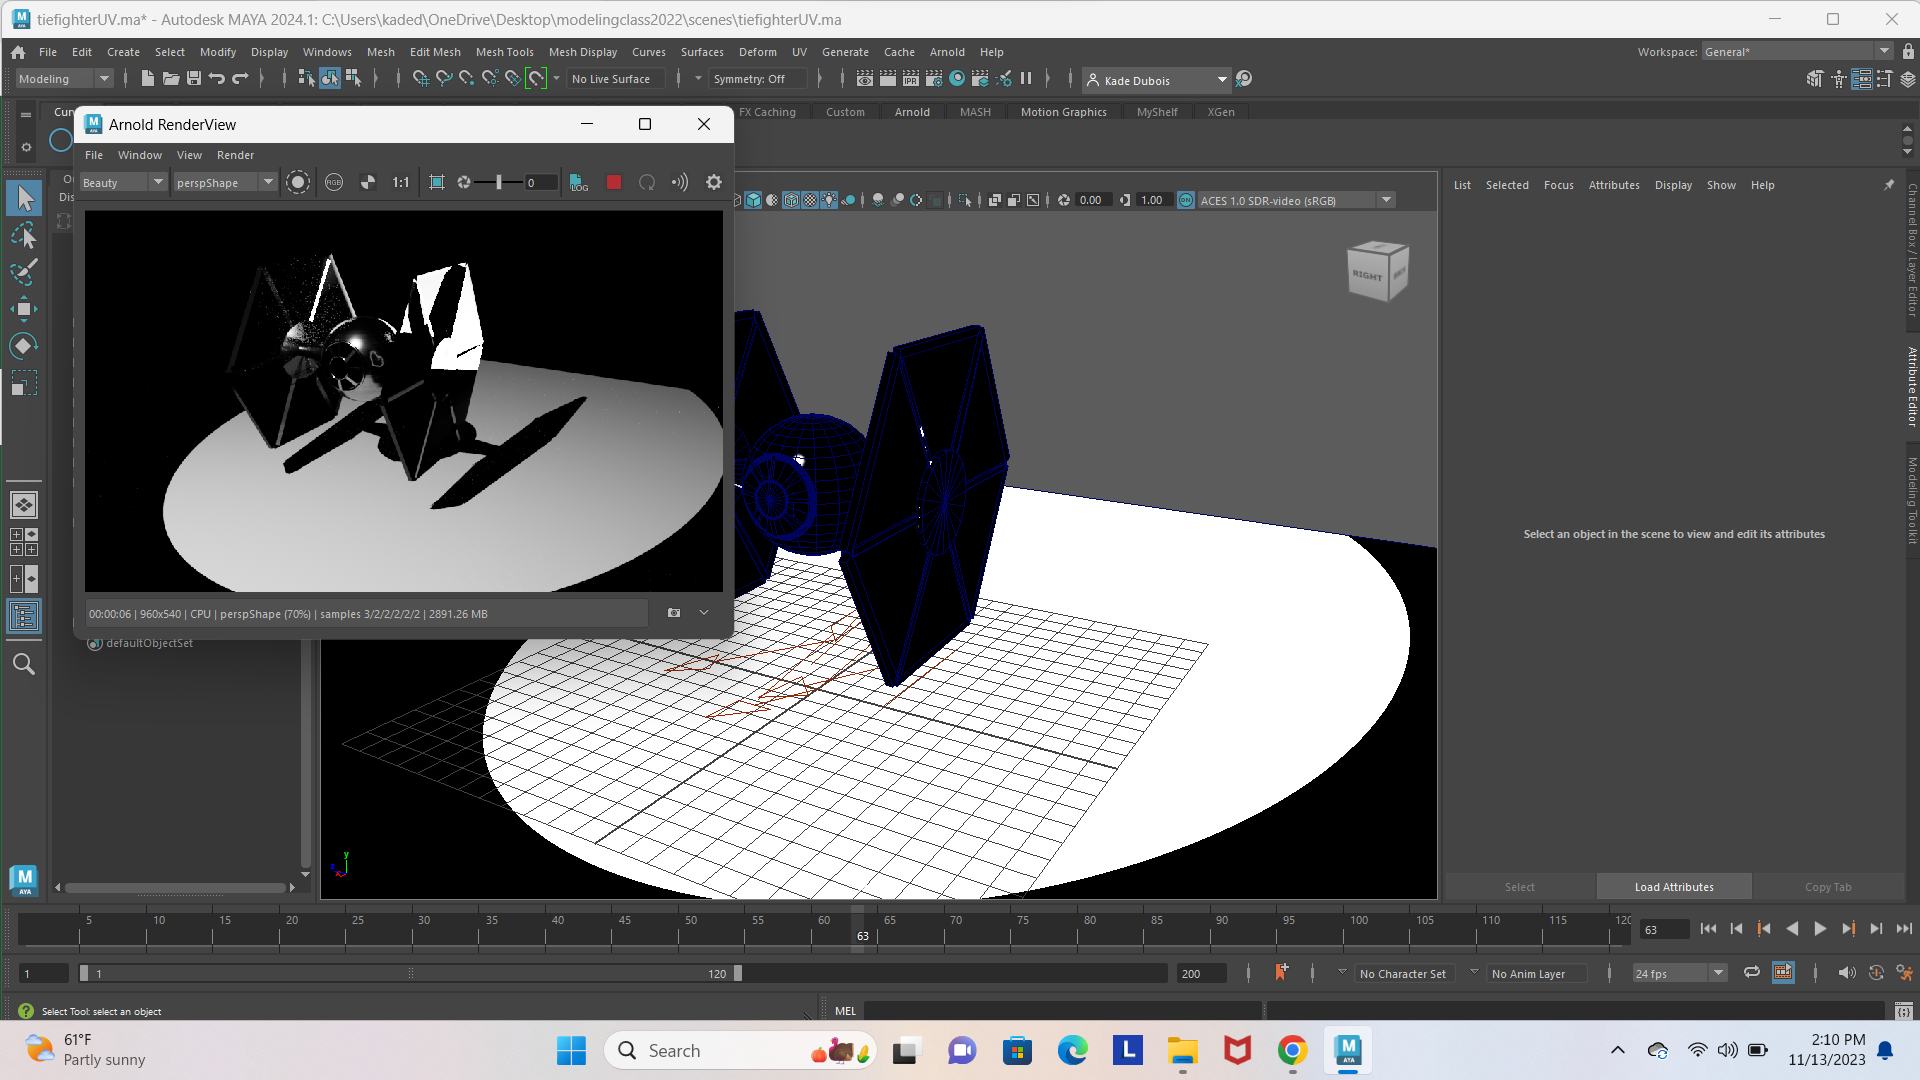 tiefighterUV.ma* - Autodesk MAYA 2024.1: C:\Users\kaded\OneDrive\Desktop\modelingclass2022\scenes\tiefighterUV.ma
File Edit Create Select Modify Display Windows Mesh Edit Mesh Mesh Tools Mesh Display Curves Surfaces Deform UV Generate Cache Arnold Help
Workspace: General*
Modeling
No Live Surface
Symmetry: Off
IPR
Kade Dubois
FX Caching Custom Arnold MASH Motion Graphics MyShelf XGen
Arnold RenderView
File Window View Render
Beauty
perspShape
RGB
1:1
0
LOG
0.00
1.00
ON
ACES 1.0 SDR-video (sRGB)
List Selected Focus Attributes Display Show Help
Channel Box / Layer Editor
Attribute Editor
Modeling Toolkit
RIGHT
BACK
Select an object in the scene to view and edit its attributes
00:00:06 | 960x540 | CPU | perspShape (70%) | samples 3/2/2/2/2/2 | 2891.26 MB
defaultObjectSet
y
Select
Load Attributes
Copy Tab
5 10 15 20 25 30 35 40 45 50 55 60 65 70 75 80 85 90 95 100 105 110 115 120
63
63
1
1
120
200
No Character Set
No Anim Layer
24 fps
Select Tool: select an object
MEL
61°F
Partly sunny
Search
2:10 PM
11/13/2023